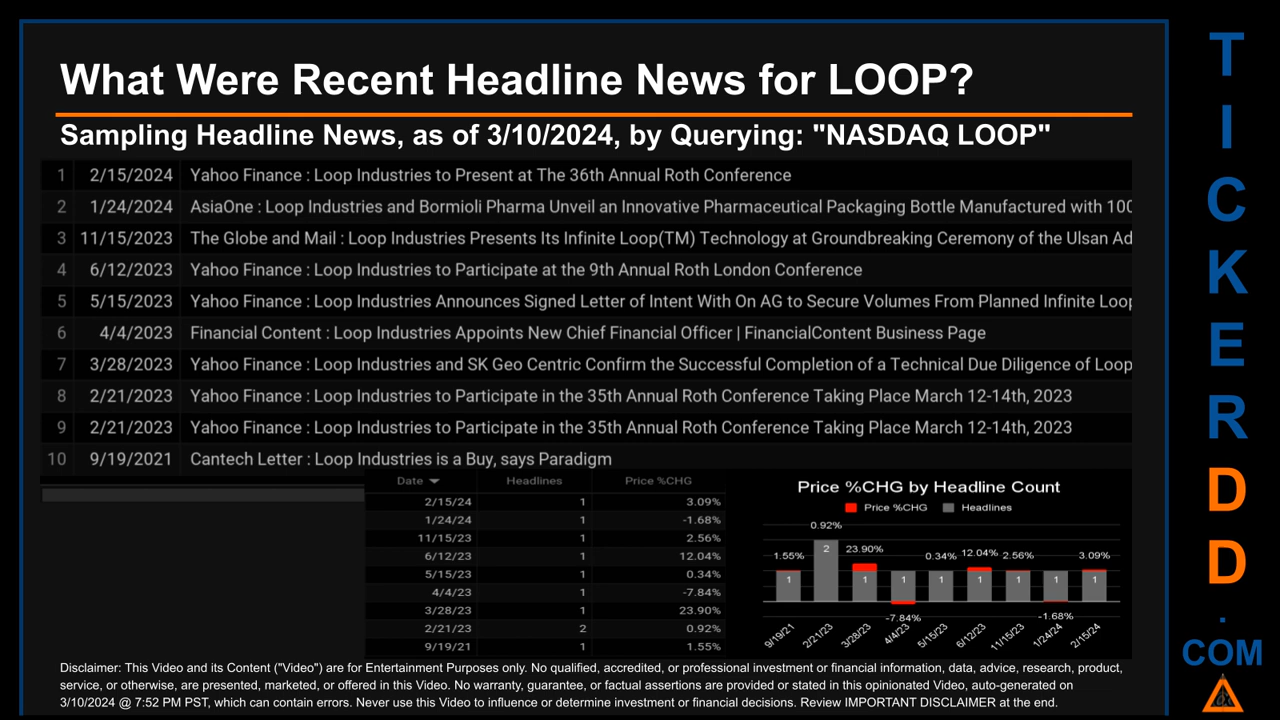 What Were Recent Headline News for LOOP?
Sampling Headline News, as of 3/10/2024, by Querying: "NASDAQ LOOP"
1 2/15/2024 Yahoo Finance : Loop Industries to Present at The 36th Annual Roth Conference
2 1/24/2024 AsiaOne : Loop Industries and Bormioli Pharma Unveil an Innovative Pharmaceutical Packaging Bottle Manufactured with 100
3 11/15/2023 The Globe and Mail : Loop Industries Presents Its Infinite Loop(TM) Technology at Groundbreaking Ceremony of the Ulsan Ad
4 6/12/2023 Yahoo Finance : Loop Industries to Participate at the 9th Annual Roth London Conference
5 5/15/2023 Yahoo Finance : Loop Industries Announces Signed Letter of Intent With On AG to Secure Volumes From Planned Infinite Loop
6 4/4/2023 Financial Content : Loop Industries Appoints New Chief Financial Officer | FinancialContent Business Page
7 3/28/2023 Yahoo Finance : Loop Industries and SK Geo Centric Confirm the Successful Completion of a Technical Due Diligence of Loop
8 2/21/2023 Yahoo Finance : Loop Industries to Participate in the 35th Annual Roth Conference Taking Place March 12-14th, 2023
9 2/21/2023 Yahoo Finance : Loop Industries to Participate in the 35th Annual Roth Conference Taking Place March 12-14th, 2023
10 9/19/2021 Cantech Letter : Loop Industries is a Buy, says Paradigm
Date Headlines Price %CHG
2/15/24 1 3.09%
1/24/24 1 -1.68%
11/15/23 1 2.56%
6/12/23 1 12.04%
5/15/23 1 0.34%
4/4/23 1 -7.84%
3/28/23 1 23.90%
2/21/23 2 0.92%
9/19/21 1 1.55%
Price %CHG by Headline Count
Price %CHG Headlines
1.55% 0.92% 23.90% -7.84% 0.34% 12.04% 2.56% -1.68% 3.09%
1 2 1 1 1 1 1 1 1
9/19/21 2/21/23 3/28/23 4/4/23 5/15/23 6/12/23 11/15/23 1/24/24 2/15/24
Disclaimer: This Video and its Content ("Video") are for Entertainment Purposes only. No qualified, accredited, or professional investment or financial information, data, advice, research, product,
service, or otherwise, are presented, marketed, or offered in this Video. No warranty, guarantee, or factual assertions are provided or stated in this opinionated Video, auto-generated on
3/10/2024 @ 7:52 PM PST, which can contain errors. Never use this Video to influence or determine investment or financial decisions. Review IMPORTANT DISCLAIMER at the end.
TICKERDD
.
COM